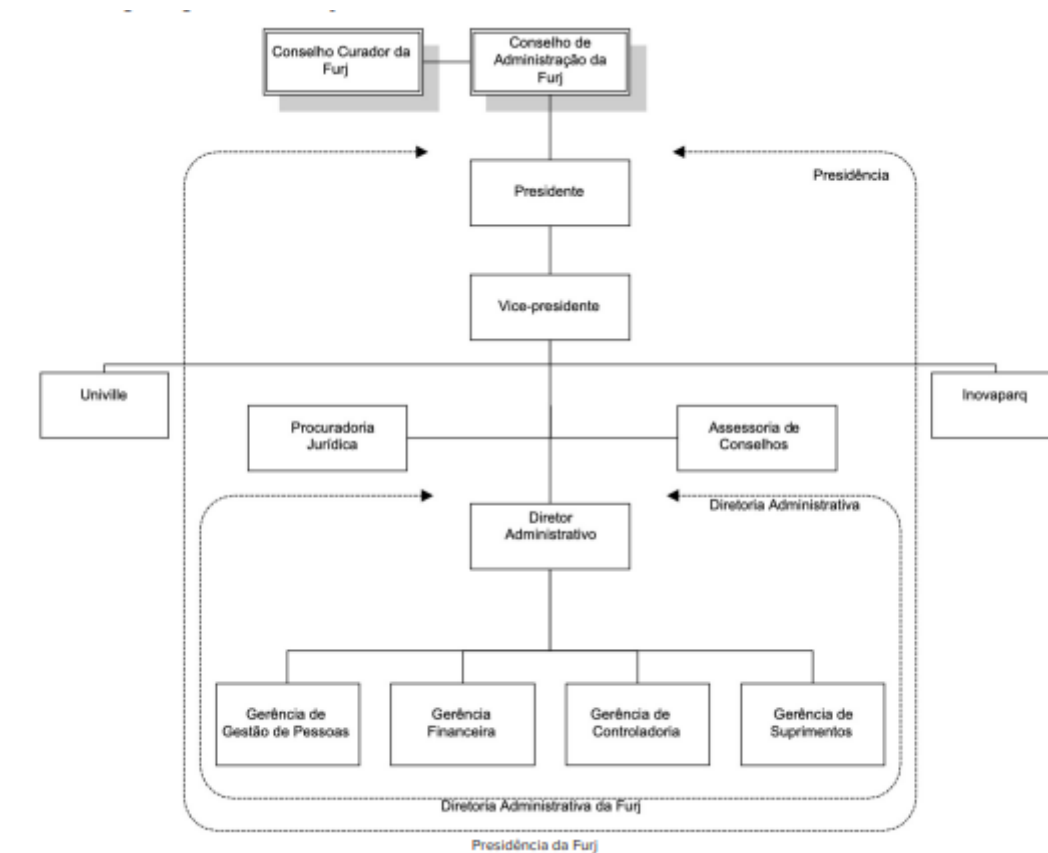 Conselho Curador da
Furj
Conselho de
Administração da
Furj
Presidência
Presidente
Vice-presidente
Univille
Inovaparq
Procuradoria
Jurídica
Assessoria de
Conselhos
Diretoria Administrativa
Diretor
Administrativo
Gerência de
Gestão de Pessoas
Gerência
Financeira
Gerência de
Controladoria
Gerência de
Suprimentos
Diretoria Administrativa da Furj
Presidência da Furj